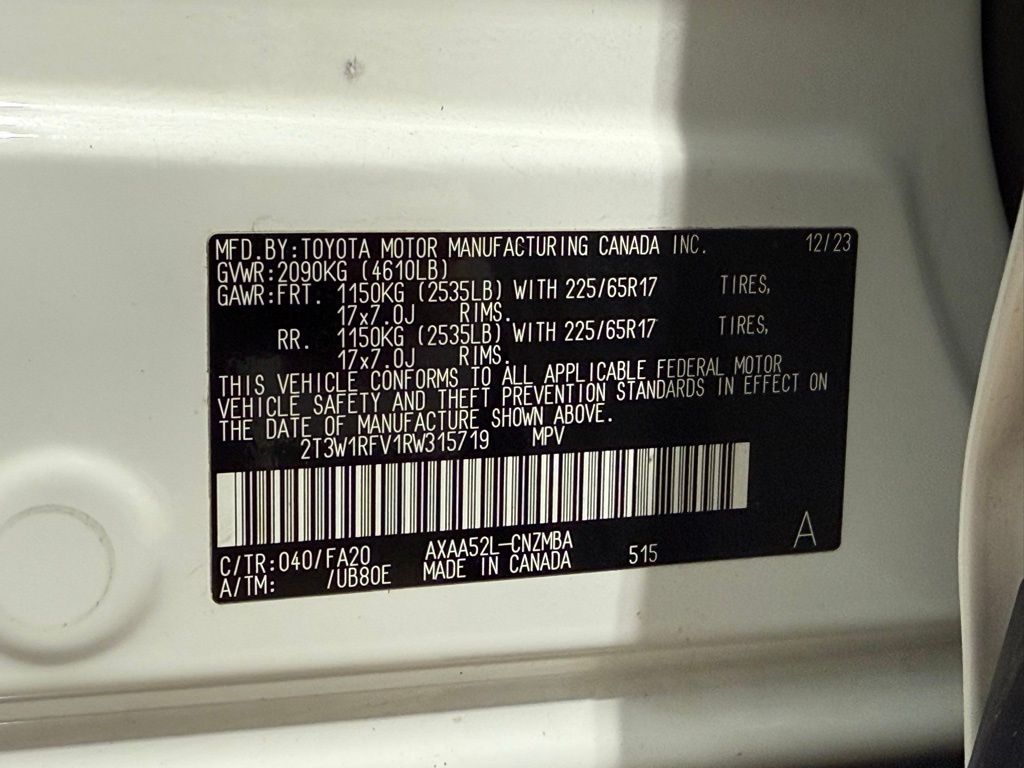 MFD.BY:TOYOTA MOTOR MANUFACTURING CANADA INC. 12/23
GVWR:2090KG (4610LB)
GAWR:FRT. 1150KG (2535LB) WITH 225/65R17 TIRES,
17x7.0J RIMS.
RR. 1150KG (2535LB) WITH 225/65R17 TIRES,
17x7.0J RIMS.
THIS VEHICLE CONFORMS TO ALL APPLICABLE FEDERAL MOTOR
VEHICLE SAFETY AND THEFT PREVENTION STANDARDS IN EFFECT ON
THE DATE OF MANUFACTURE SHOWN ABOVE.
2T3W1RFV1RW315719 MPV
C/TR:040/FA20 AXAA52L-CNZMBA 515 A
A/TM: /UB80E MADE IN CANADA